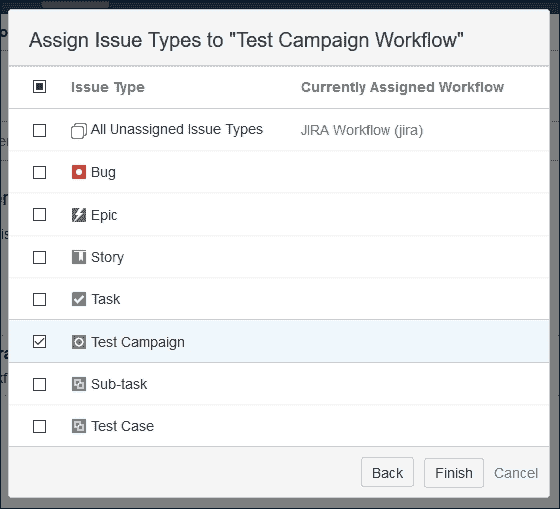 Assign Issue Types to "Test Campaign Workflow"
Issue Type Currently Assigned Workflow
All Unassigned Issue Types JIRA Workflow (jira)
Bug
Epic
Story
Task
Test Campaign
Sub-task
Test Case
Back Finish Cancel